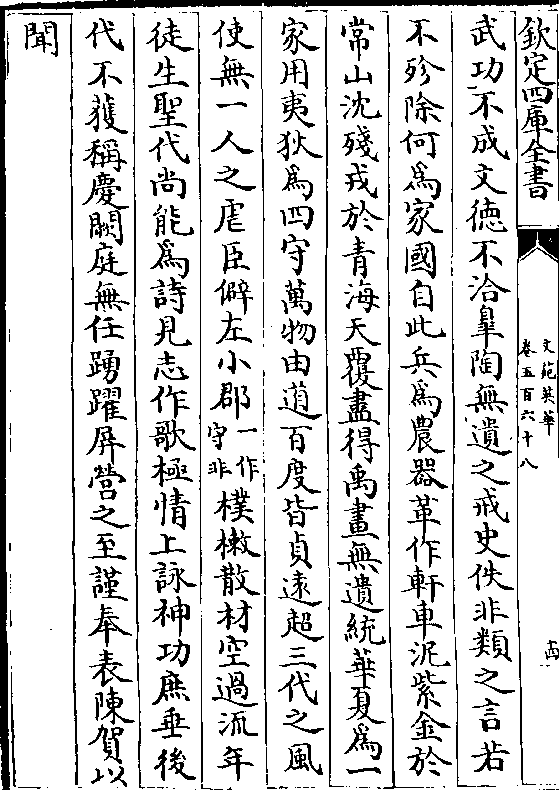 欽定四庫全書
文苑英華
卷五百六十八
武功不成文德不洽臯陶無遺之戒史佚非類之言若
不殄除何爲家國自此兵爲農器革作軒車泥紫金於
常山沈殘戎於青海天覆盡得禹畫無遺統華夏爲一
家用夷狄爲四守萬物由道百度皆貞遠超三代之風
使無一人之虐臣僻左小郡一作守非樸樕散材空過流年
徒生聖代尚能爲詩見志作歌極情上詠神功庶垂後
代不獲稱慶闕庭無任踴躍屏營之至謹奉表陳賀以
聞